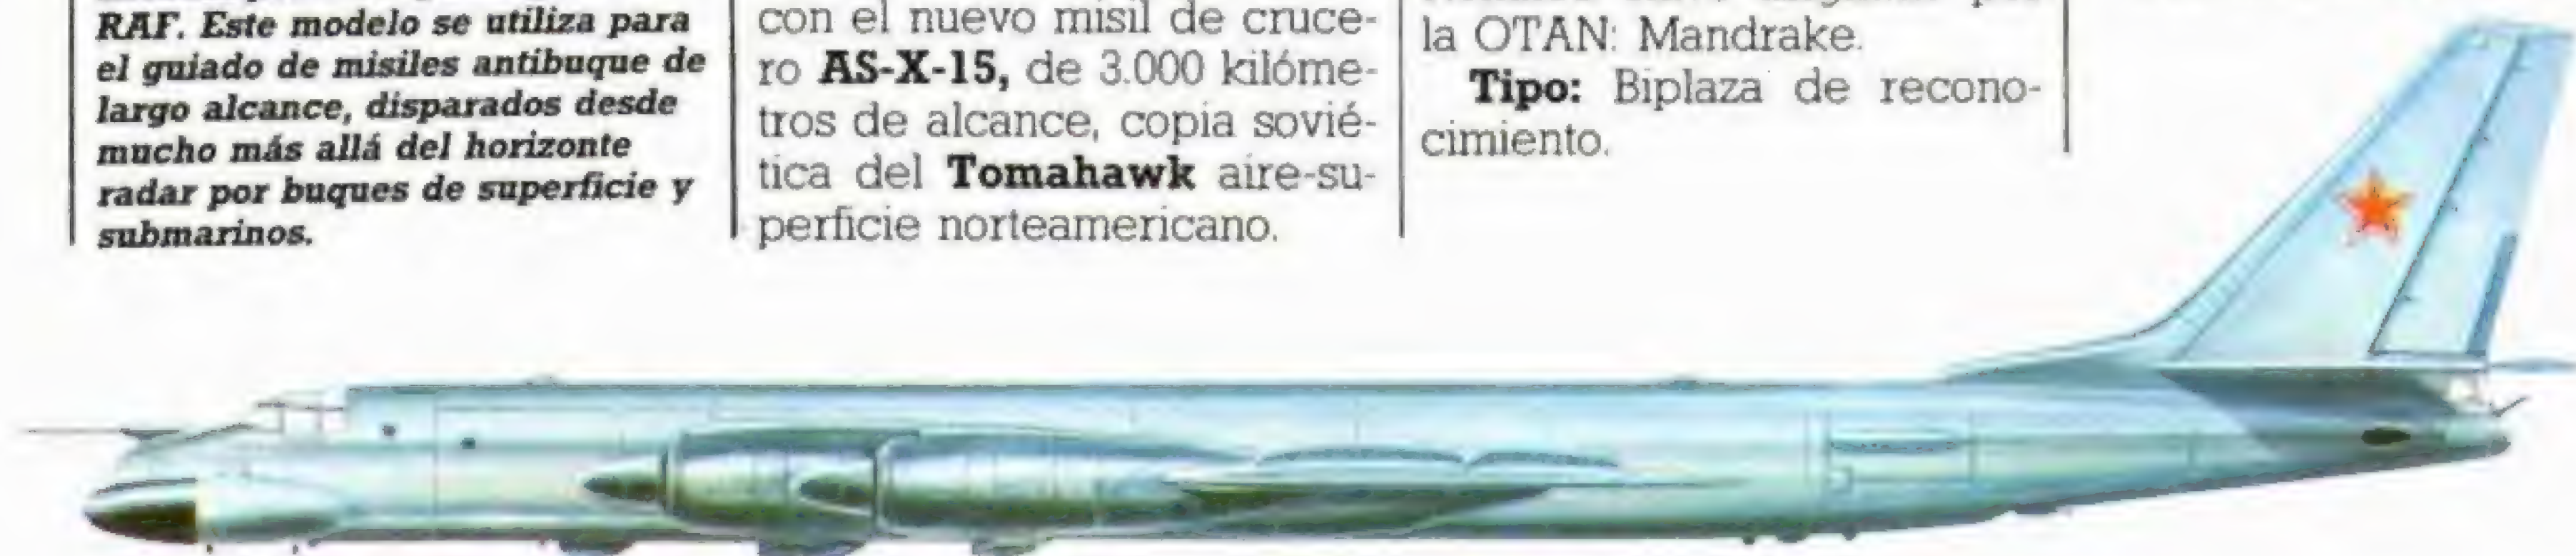 RAF. Este modelo se utiliza para
el guiado de misiles antibuque de
largo alcance, disparados desde
mucho más allá del horizonte
radar por buques de superficie y
submarinos.
con el nuevo misil de cruce-
ro AS-X-15, de 3.000 kilóme-
tros de alcance, copia sovié-
tica del Tomahawk aire-su-
perficie norteamericano.
la OTAN: Mandrake.
Tipo: Biplaza de recono-
cimiento.